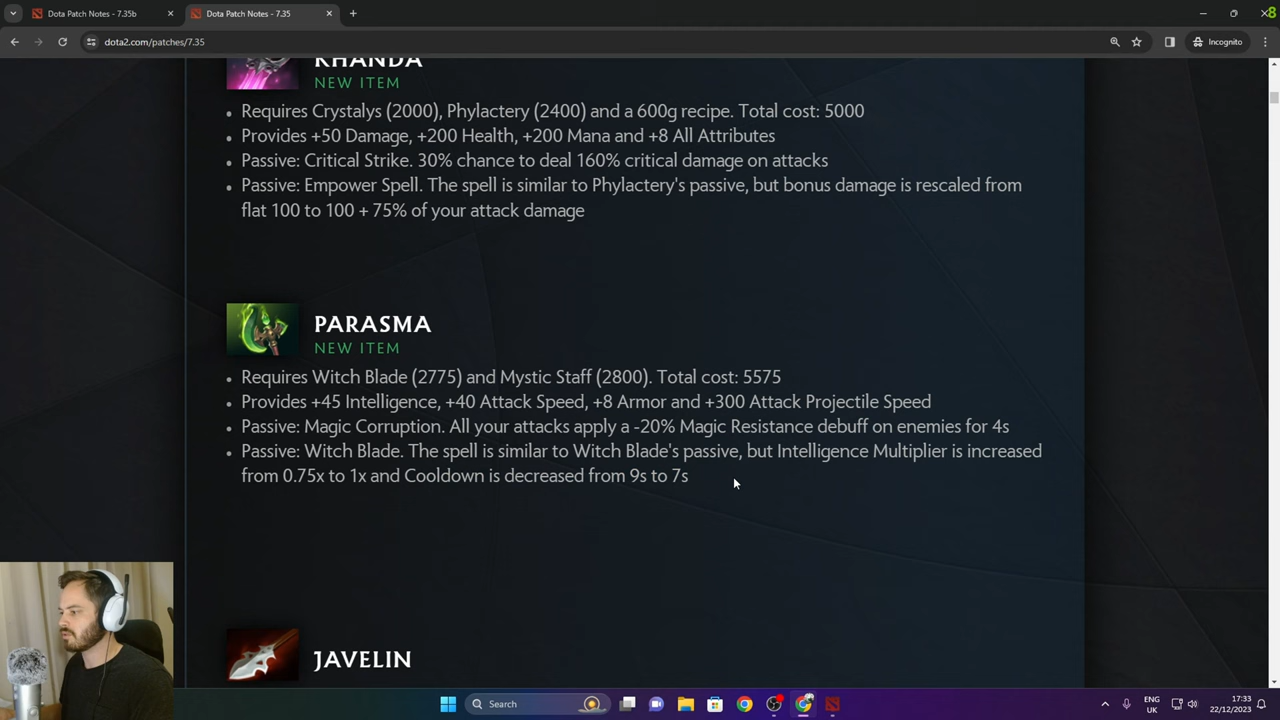 Dota Patch Notes - 7.35b
Dota Patch Notes - 7.35
8
dota2.com/patches/7.35
Incognito
KHANDA
NEW ITEM
Requires Crystalys (2000), Phylactery (2400) and a 600g recipe. Total cost: 5000
Provides +50 Damage, +200 Health, +200 Mana and +8 All Attributes
Passive: Critical Strike. 30% chance to deal 160% critical damage on attacks
Passive: Empower Spell. The spell is similar to Phylactery's passive, but bonus damage is rescaled from
flat 100 to 100 + 75% of your attack damage
PARASMA
NEW ITEM
Requires Witch Blade (2775) and Mystic Staff (2800). Total cost: 5575
Provides +45 Intelligence, +40 Attack Speed, +8 Armor and +300 Attack Projectile Speed
Passive: Magic Corruption. All your attacks apply a -20% Magic Resistance debuff on enemies for 4s
Passive: Witch Blade. The spell is similar to Witch Blade's passive, but Intelligence Multiplier is increased
from 0.75x to 1x and Cooldown is decreased from 9s to 7s
JAVELIN
Search
ENG
UK
17:33
22/12/2023